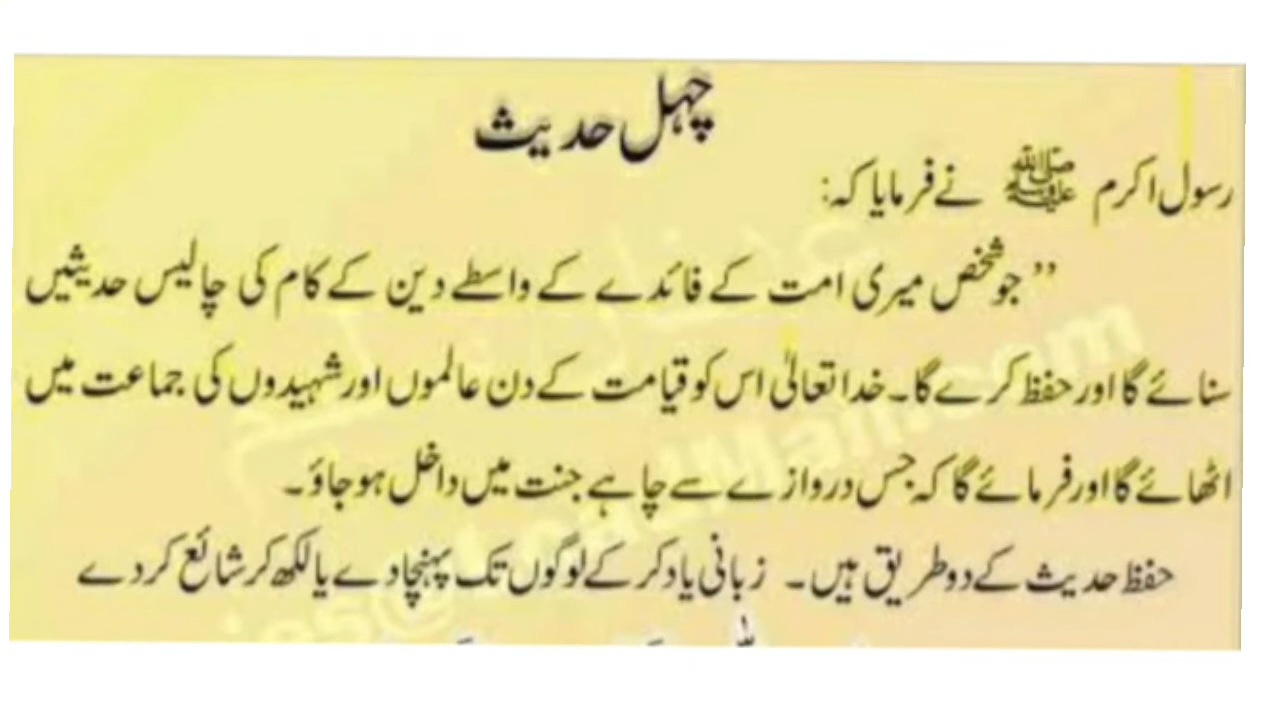 چہل حدیث
رسول اکرم ﷺ نے فرمایا کہ:
”جو شخص میری امت کے فائدے کے واسطے دین کے کام کی چالیس حدیثیں
سنائے گا اور حفظ کرے گا۔ خدا تعالیٰ اس کو قیامت کے دن عالموں اور شہیدوں کی جماعت میں
اٹھائے گا اور فرمائے گا کہ جس دروازے سے چاہے جنت میں داخل ہو جاؤ۔
حفظ حدیث کے دو طریق ہیں۔ زبانی یاد کر کے لوگوں تک پہنچا دے یا لکھ کر شائع کر دے